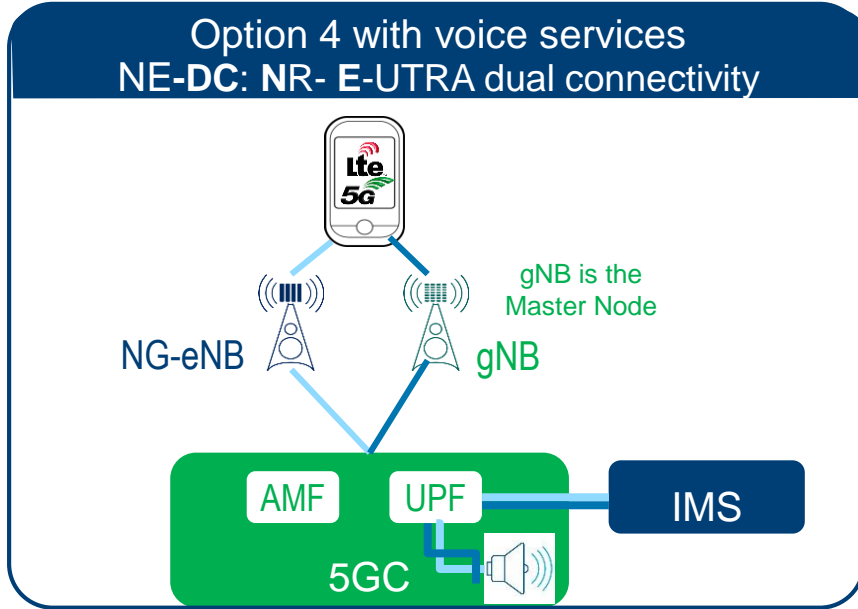 Option 4 with voice services
NE-DC: NR- E-UTRA dual connectivity
Lte
5G
gNB is the
Master Node
NG-eNB
gNB
AMF
UPF
IMS
5GC